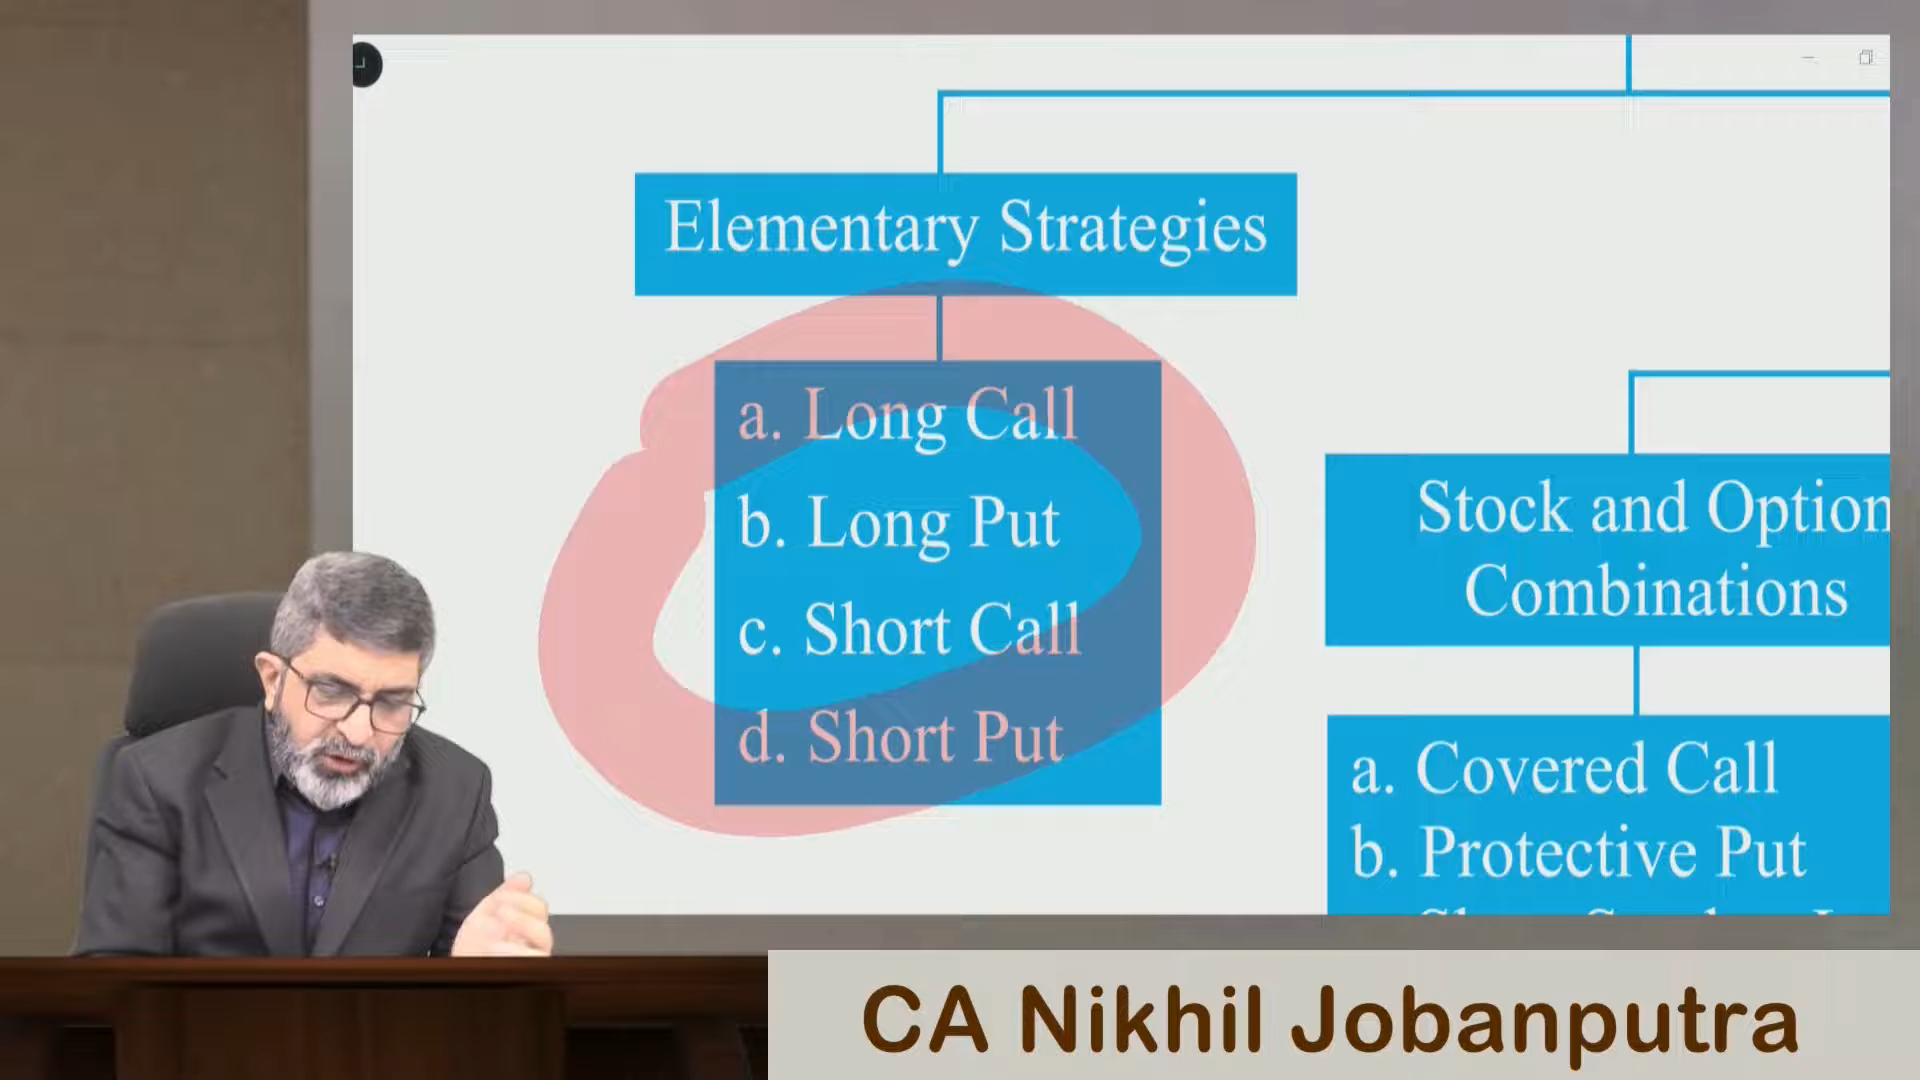 Elementary Strategies
a. Long Call
b. Long Put
c. Short Call
d. Short Put
Stock and Option
Combinations
a. Covered Call
b. Protective Put
CA Nikhil Jobanputra